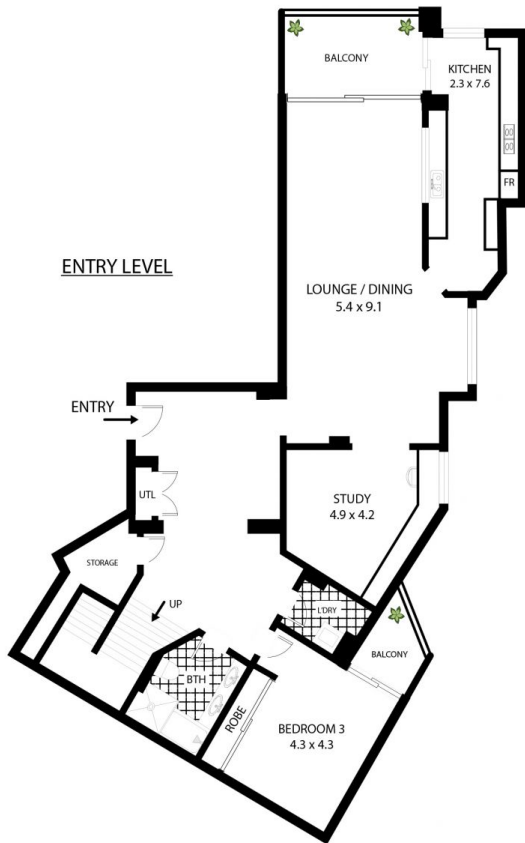 BALCONY
KITCHEN
2.3 x 7.6
FR
ENTRY LEVEL
LOUNGE / DINING
5.4 x 9.1
ENTRY
UTL
STUDY
4.9 x 4.2
STORAGE
UP
L'DRY
BALCONY
BTH
ROBE
BEDROOM 3
4.3 x 4.3